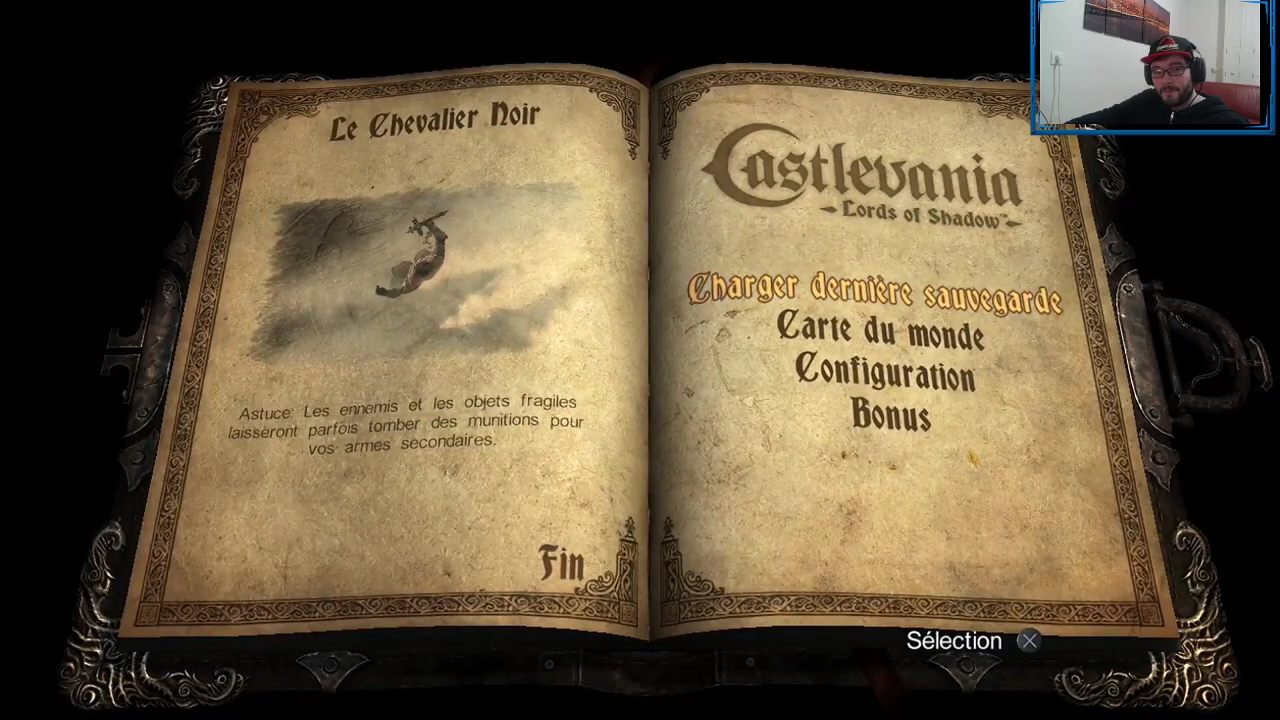 Le Chevalier Noir
Astuce: Les ennemis et les objets fragiles
laisseront parfois tomber des munitions pour
vos armes secondaires.
Fin
Castlevania
Lords of Shadow™
Charger dernière sauvegarde
Carte du monde
Configuration
Bonus
Sélection